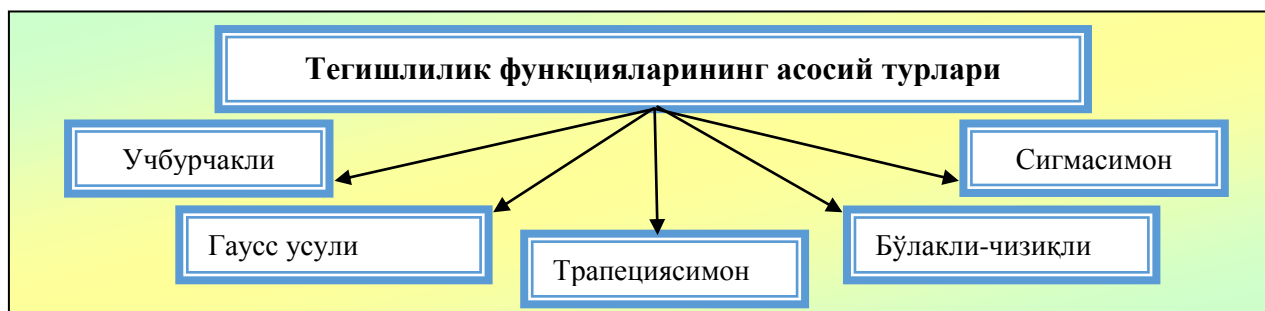 Тегишлилик функцияларининг асосий турлари
Учбурчакли
Сигмасимон
Гаусс усули
Бўлакли-чизиқли
Трапециясимон